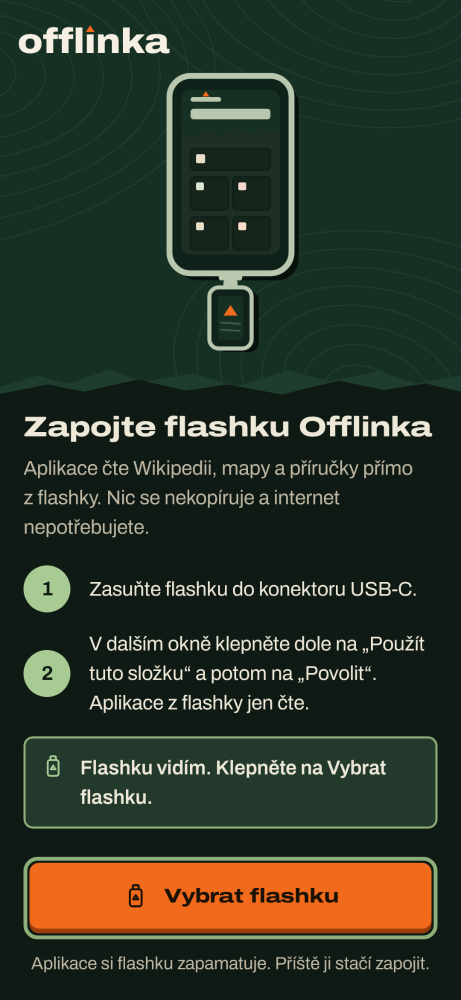 offlinka
Zapojte flashku Offlinka
Aplikace čte Wikipedii, mapy a příručky přímo
z flashky. Nic se nekopíruje a internet
nepotřebujete.
1 Zasuňte flashku do konektoru USB-C.
V dalším okně klepněte dole na „Použít
2 tuto složku“ a potom na „Povolit“.
Aplikace z flashky jen čte.
Flashku vidím. Klepněte na Vybrat
flashku.
Vybrat flashku
Aplikace si flashku zapamatuje. Příště ji stačí zapojit.